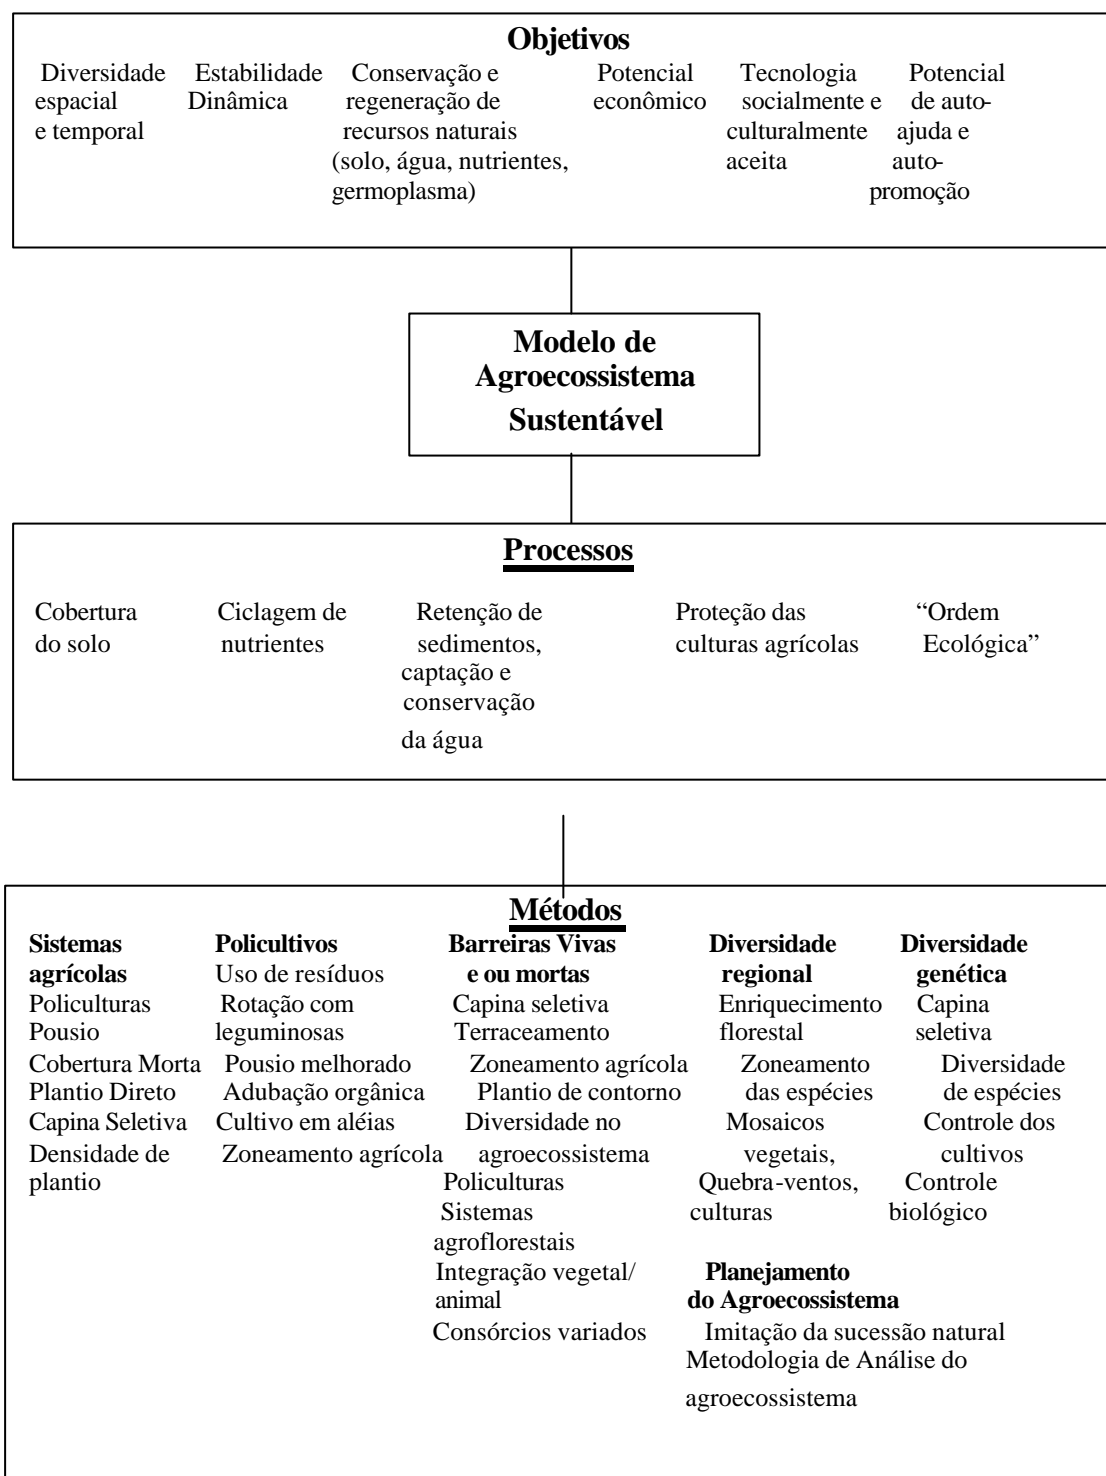 Objetivos
Diversidade
espacial
e temporal
Estabilidade
Dinâmica
Conservação e
regeneração de
recursos naturais
(solo, água, nutrientes,
germoplasma)
Potencial
econômico
Tecnologia
socialmente e
culturalmente
aceita
Potencial
de auto-
ajuda e
auto-
promoção
Modelo de
Agroecossistema
Sustentável
Processos
Cobertura
do solo
Ciclagem de
nutrientes
Retenção de
sedimentos,
captação e
conservação
da água
Proteção das
culturas agrícolas
“Ordem
Ecológica”
Métodos
Sistemas
agrícolas
Policulturas
Pousio
Cobertura Morta
Plantio Direto
Capina Seletiva
Densidade de
plantio
Policultivos
Uso de resíduos
Rotação com
leguminosas
Pousio melhorado
Adubação orgânica
Cultivo em aléias
Zoneamento agrícola
Barreiras Vivas
e ou mortas
Capina seletiva
Terraceamento
Zoneamento agrícola
Plantio de contorno
Diversidade no
agroecossistema
Policulturas
Sistemas
agroflorestais
Integração vegetal/
animal
Consórcios variados
Diversidade
regional
Enriquecimento
florestal
Zoneamento
das espécies
Mosaicos
vegetais,
Quebra-ventos,
culturas
Planejamento
do Agroecossistema
Imitação da sucessão natural
Metodologia de Análise do
agroecossistema
Diversidade
genética
Capina
seletiva
Diversidade
de espécies
Controle dos
cultivos
Controle
biológico